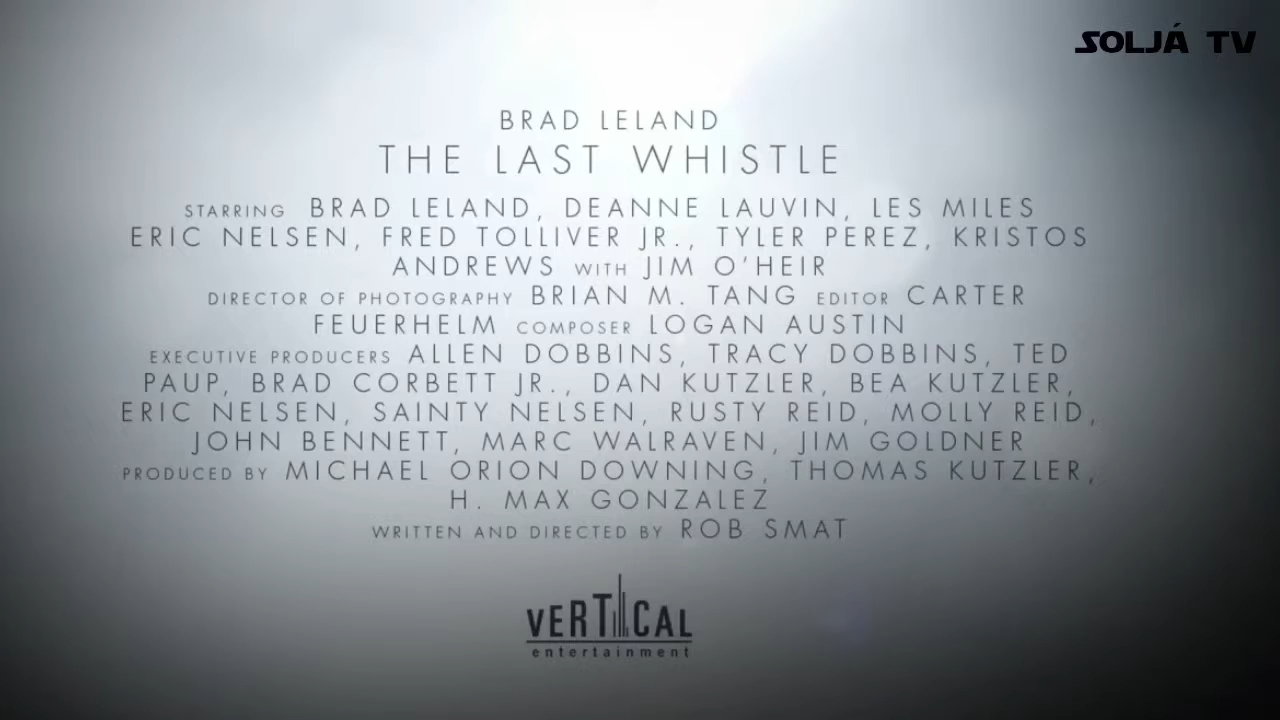 SOLJÁ TV
BRAD LELAND
THE LAST WHISTLE
STARRING BRAD LELAND, DEANNE LAUVIN, LES MILES
ERIC NELSEN, FRED TOLLIVER JR., TYLER PEREZ, KRISTOS
ANDREWS WITH JIM O'HEIR
DIRECTOR OF PHOTOGRAPHY BRIAN M. TANG EDITOR CARTER
FEUERHELM COMPOSER LOGAN AUSTIN
EXECUTIVE PRODUCERS ALLEN DOBBINS, TRACY DOBBINS, TED
PAUP, BRAD CORBETT JR., DAN KUTZLER, BEA KUTZLER,
ERIC NELSEN, SAINTY NELSEN, RUSTY REID, MOLLY REID,
JOHN BENNETT, MARC WALRAVEN, JIM GOLDNER
PRODUCED BY MICHAEL ORION DOWNING, THOMAS KUTZLER,
H. MAX GONZALEZ
WRITTEN AND DIRECTED BY ROB SMAT
VERTICAL
entertainment